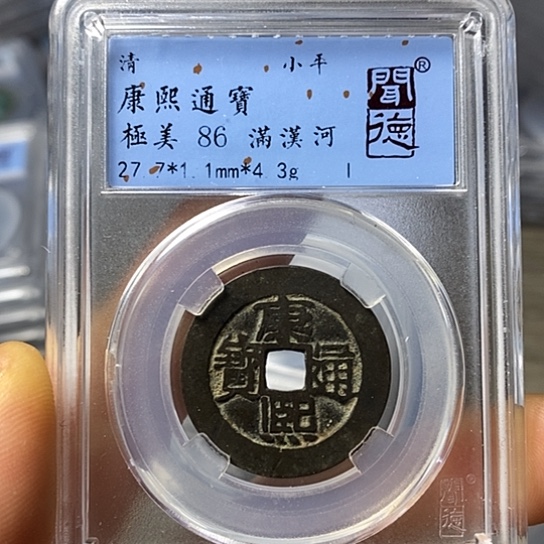 清 小平
康熙通寶
極美 86 滿漢河
27.7*1.1mm*4.3g I
聞德
®
康熙通寶
聞德
®